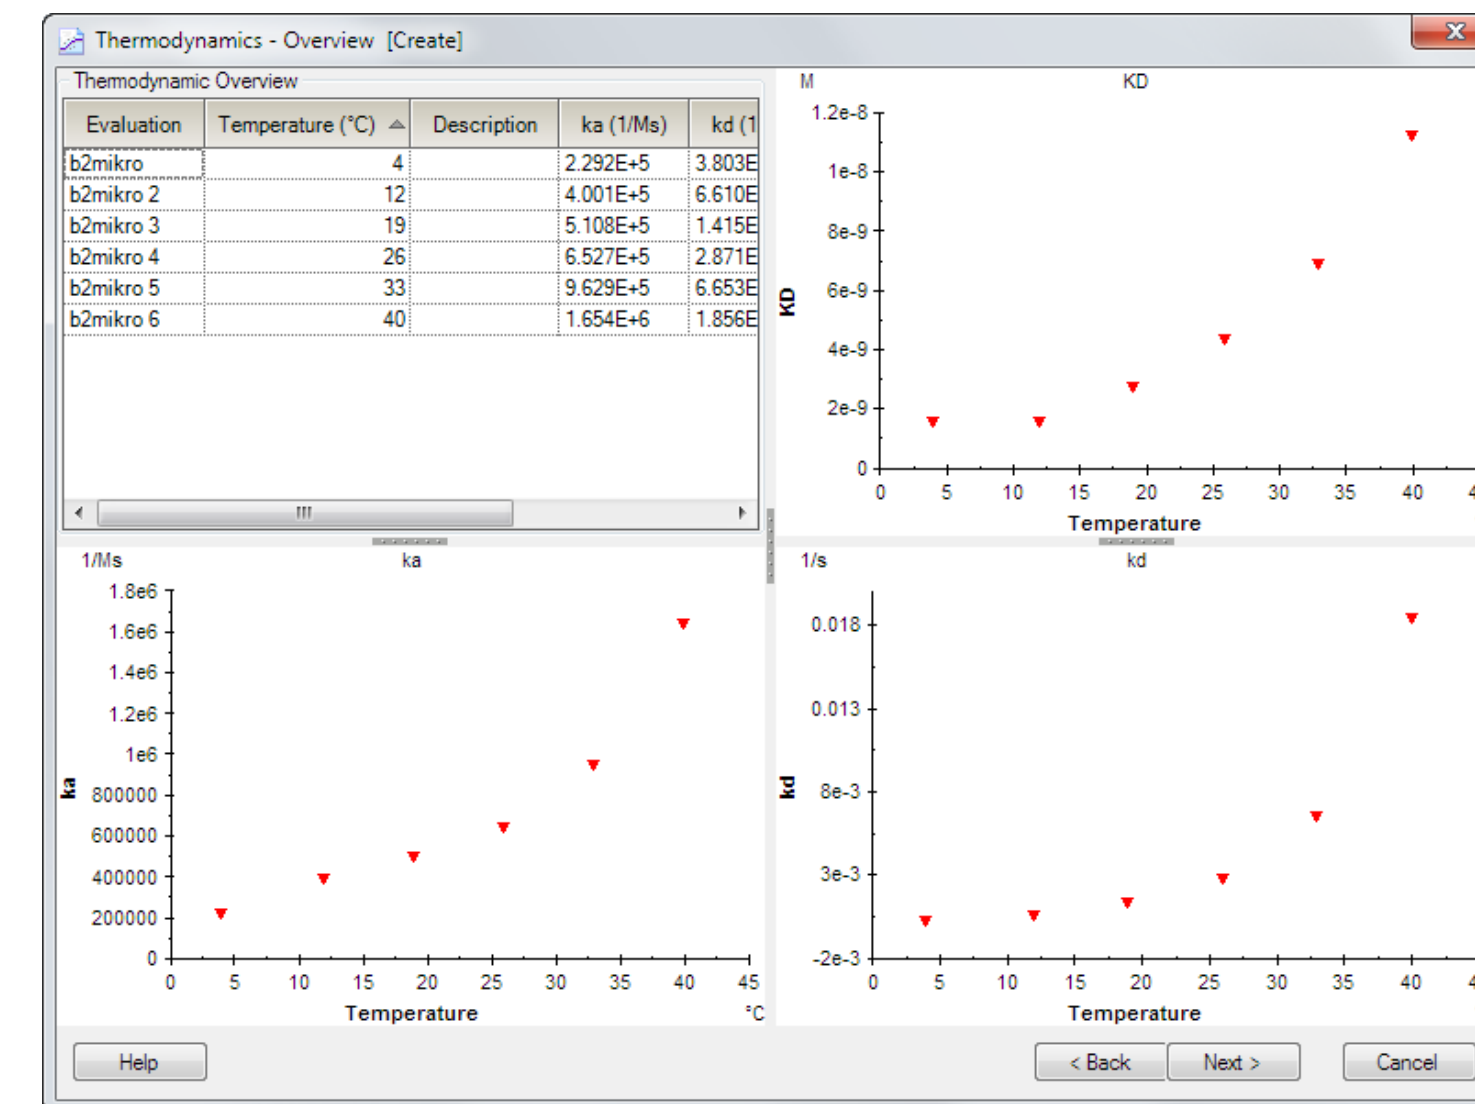 Thermodynamics - Overview [Create]
Thermodynamic Overview
Evaluation Temperature (°C) Description ka (1/Ms) kd (1
b2mikro 4 2.292E+5 3.803E
b2mikro 2 12 4.001E+5 6.610E
b2mikro 3 19 5.108E+5 1.415E
b2mikro 4 26 6.527E+5 2.871E
b2mikro 5 33 9.629E+5 6.653E
b2mikro 6 40 1.654E+6 1.856E
M KD
1.2e-8
1e-8
8e-9
6e-9
4e-9
2e-9
0
KD
0 5 10 15 20 25 30 35 40 4
Temperature
1/Ms ka
1.8e6
1.6e6
1.4e6
1.2e6
1e6
800000
600000
400000
200000
0
ka
0 5 10 15 20 25 30 35 40 45
Temperature °C
1/s kd
0.018
0.013
8e-3
3e-3
-2e-3
kd
0 5 10 15 20 25 30 35 40 4
Temperature
Help < Back Next > Cancel